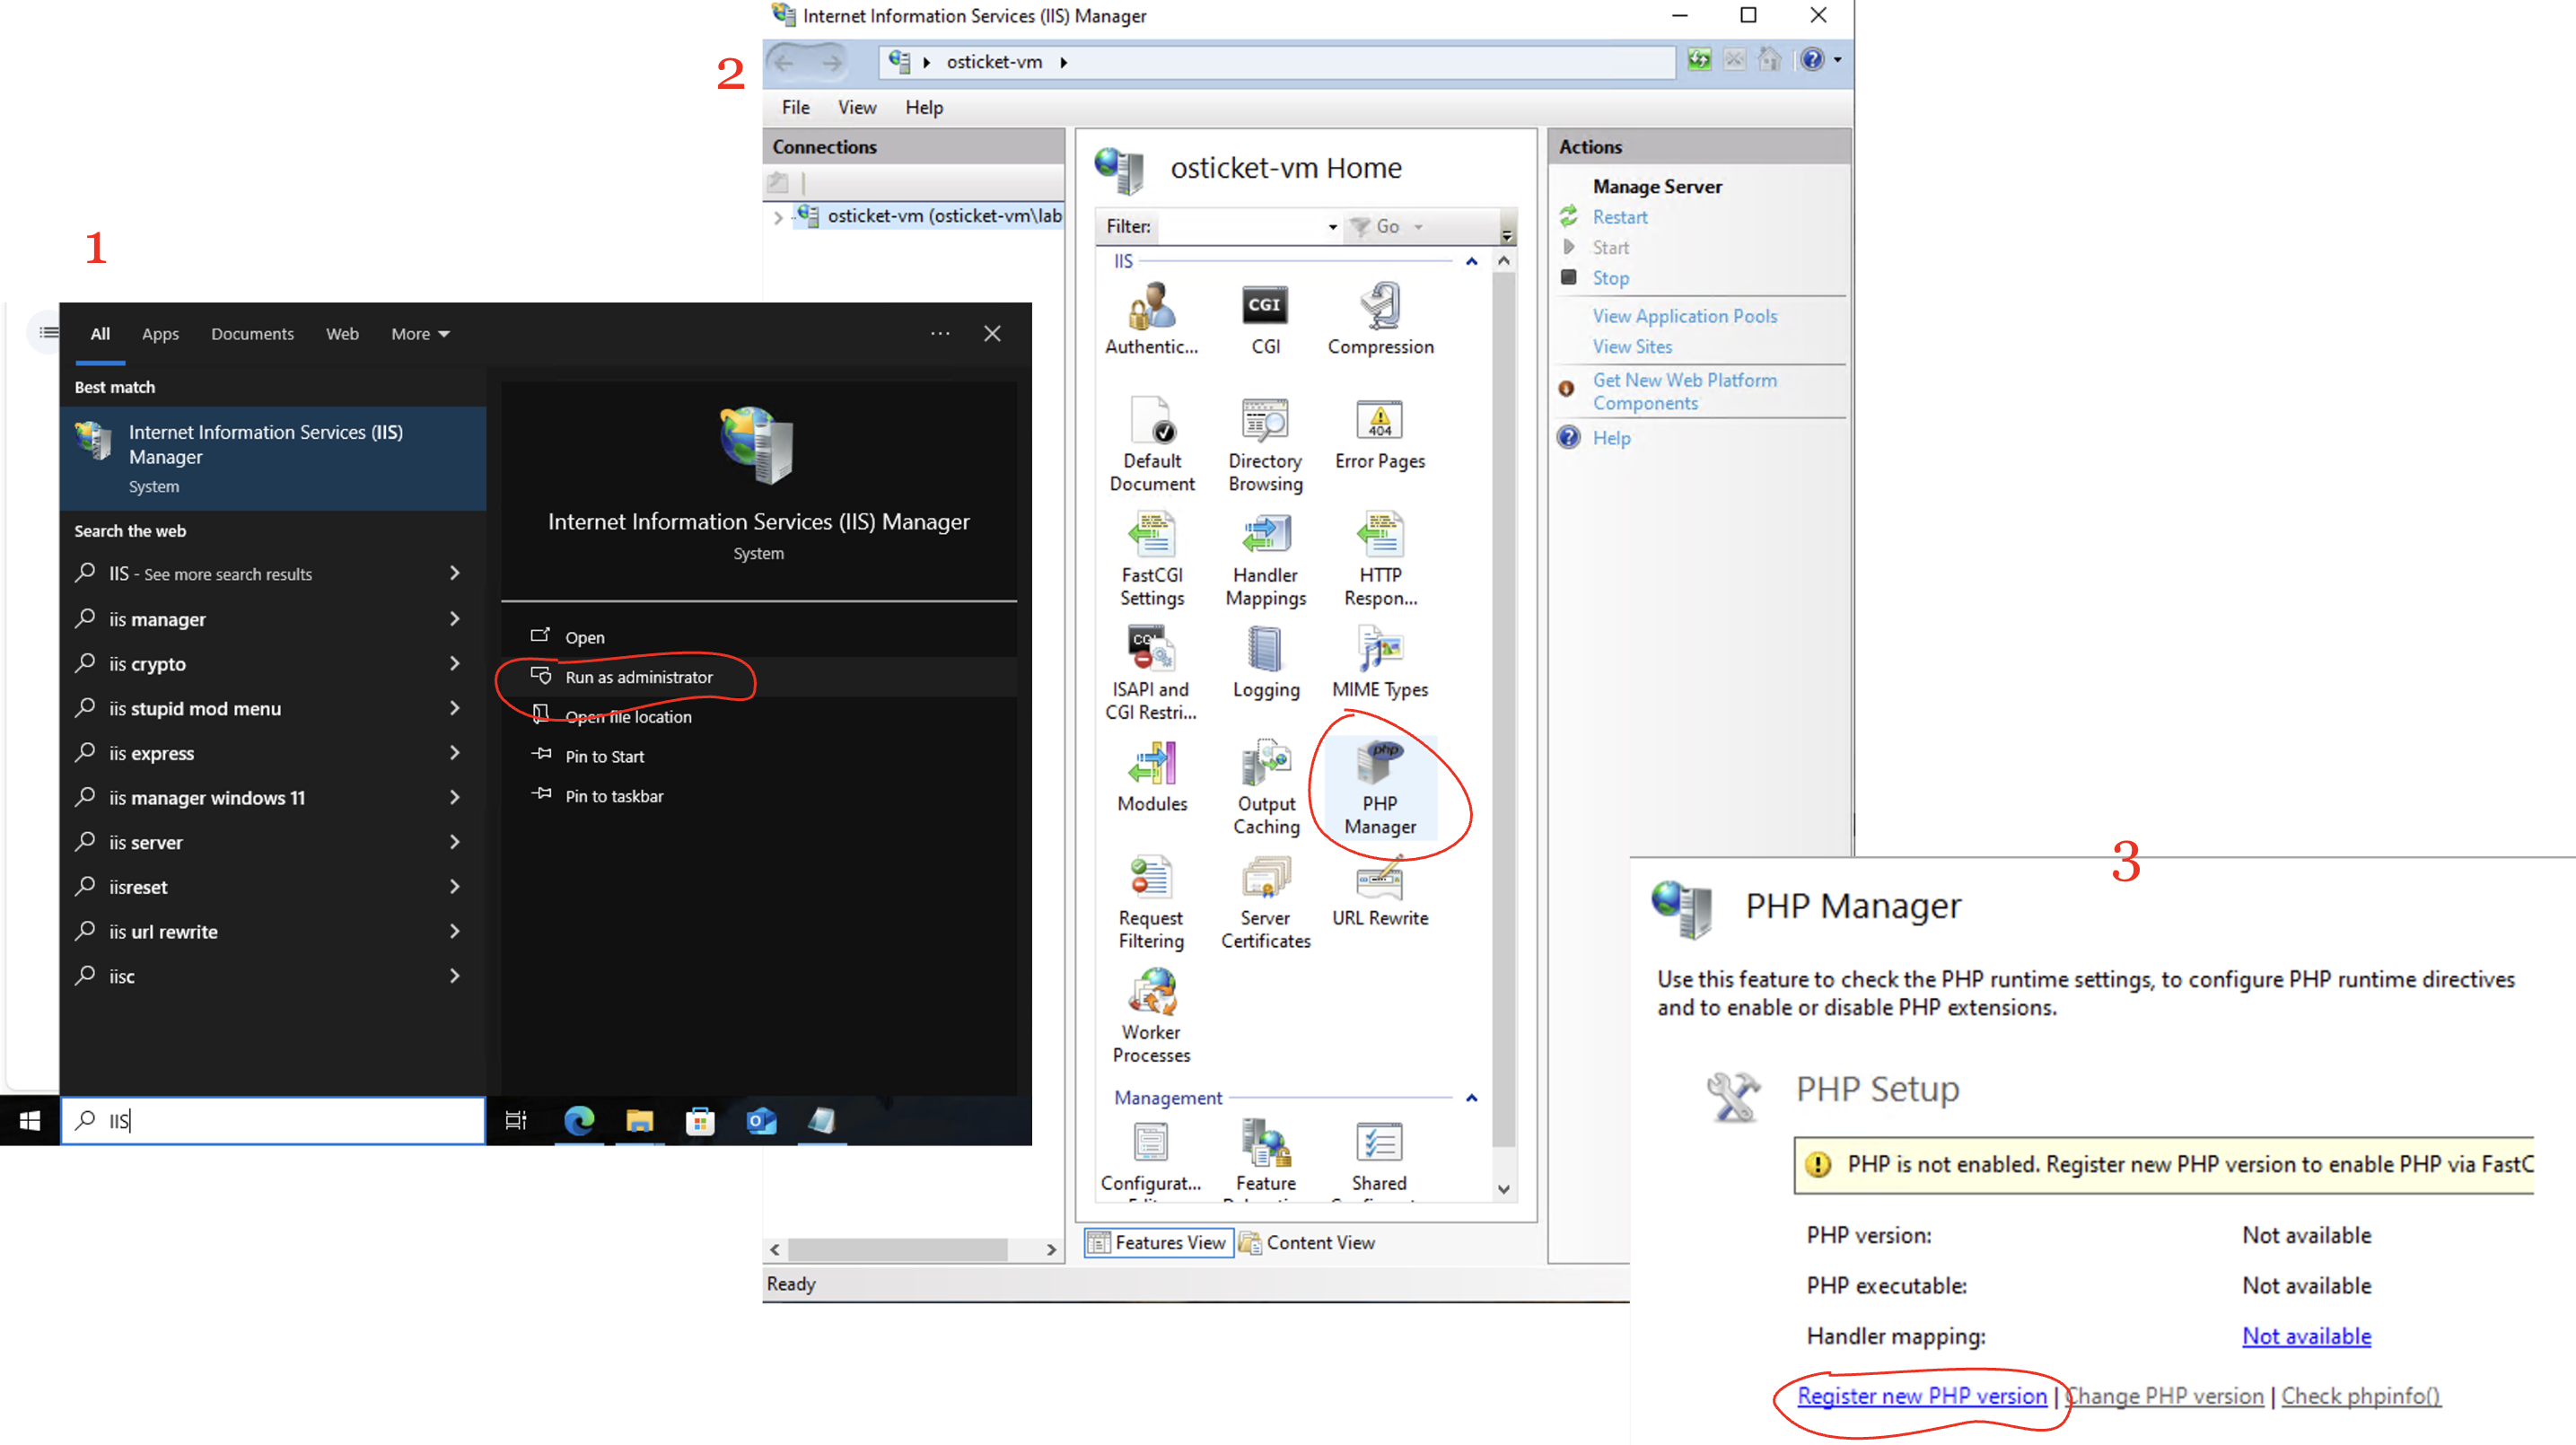 1
All
Apps
Documents
Web
More
Best match
Internet Information Services (IIS)
Manager
System
Search the web
IIS - See more search results
iis manager
iis crypto
iis stupid mod menu
iis express
iis manager windows 11
iis server
iisreset
iis url rewrite
iisc
IIS
Internet Information Services (IIS) Manager
System
Open
Run as administrator
Open file location
Pin to Start
Pin to taskbar
2
Internet Information Services (IIS) Manager
osticket-vm
File View Help
Connections
osticket-vm (osticket-vm\lab
osticket-vm Home
Filter:
Go
IIS
Authentic...
CGI
CGI
Compression
Default
Document
Directory
Browsing
404
Error Pages
FastCGI
Settings
Handler
Mappings
HTTP
Respon...
ISAPI and
CGI Restri...
Logging
MIME Types
Modules
Output
Caching
php
PHP
Manager
Request
Filtering
Server
Certificates
URL Rewrite
Worker
Processes
Management
Configurat...
Feature
Shared
Features View
Content View
Ready
Actions
Manage Server
Restart
Start
Stop
View Application Pools
View Sites
Get New Web Platform
Components
Help
3
PHP Manager
Use this feature to check the PHP runtime settings, to configure PHP runtime directives
and to enable or disable PHP extensions.
PHP Setup
PHP is not enabled. Register new PHP version to enable PHP via FastC
PHP version: Not available
PHP executable: Not available
Handler mapping: Not available
Register new PHP version | Change PHP version | Check phpinfo()